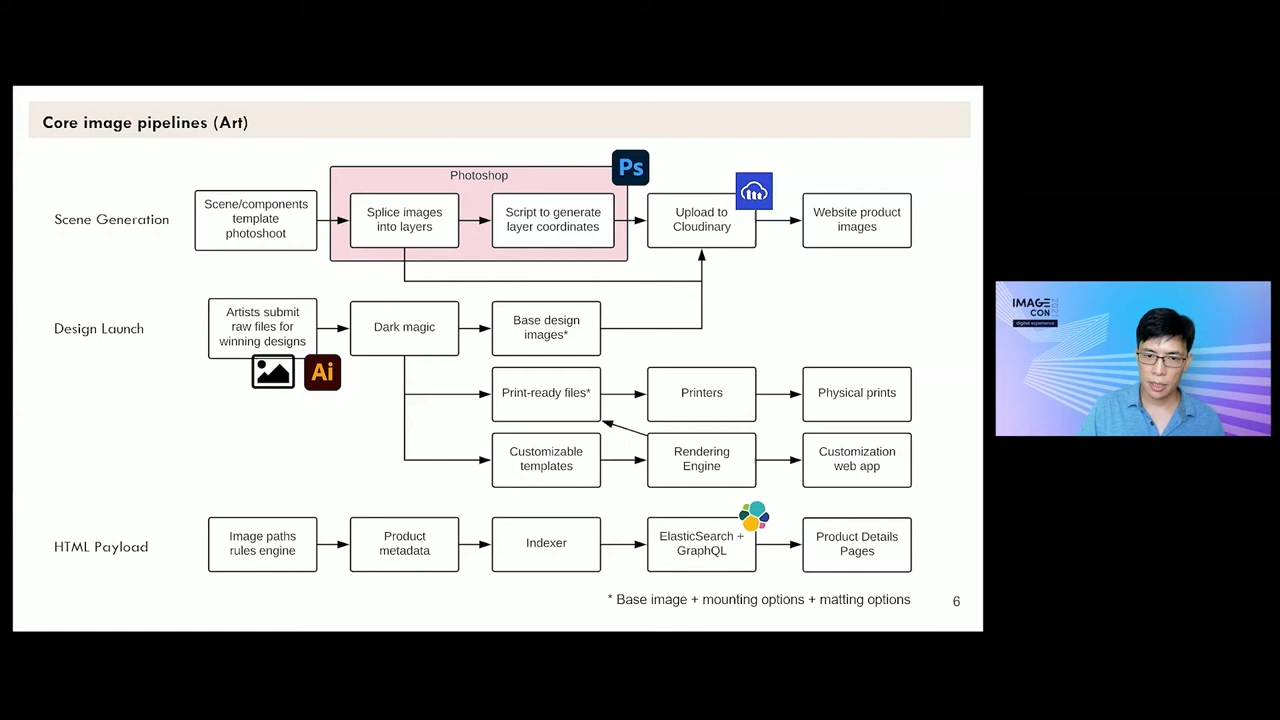 Core image pipelines (Art)
Photoshop
Ps
Scene Generation
Scene/components
template
photoshoot
Splice images
into layers
Script to generate
layer coordinates
Upload to
Cloudinary
Website product
images
Design Launch
Artists submit
raw files for
winning designs
Ai
Dark magic
Base design
images*
Print-ready files*
Printers
Physical prints
Customizable
templates
Rendering
Engine
Customization
web app
HTML Payload
Image paths
rules engine
Product
metadata
Indexer
ElasticSearch +
GraphQL
Product Details
Pages
* Base image + mounting options + matting options
6
IMAGE
CON
2021
digital experience